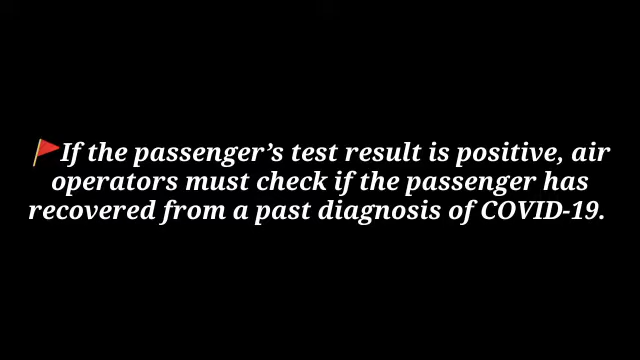 🚩If the passenger’s test result is positive, air
operators must check if the passenger has
recovered from a past diagnosis of COVID-19.